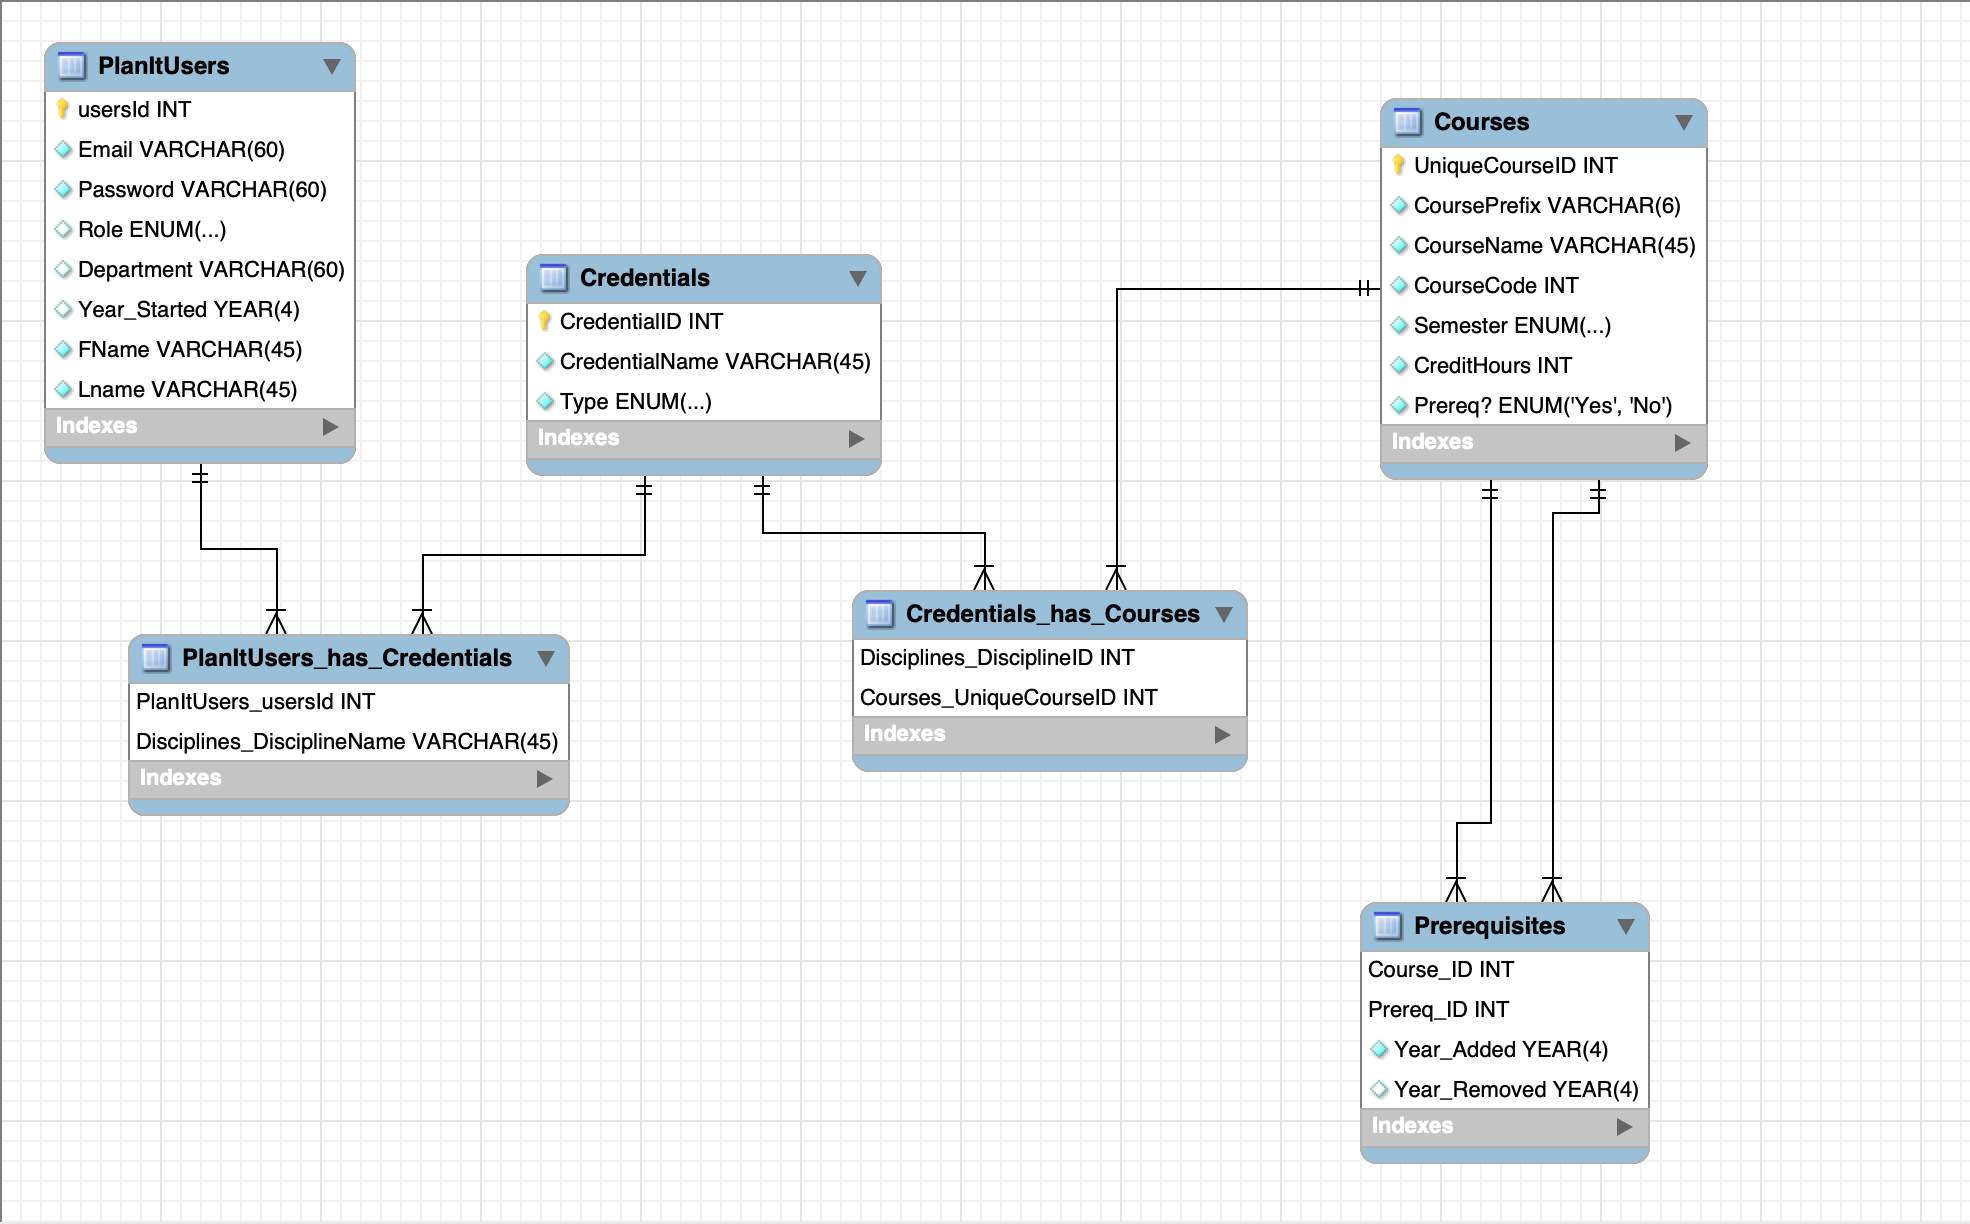 PlanItUsers
usersId INT
Email VARCHAR(60)
Password VARCHAR(60)
Role ENUM(...)
Department VARCHAR(60)
Year_Started YEAR(4)
FName VARCHAR(45)
Lname VARCHAR(45)
Indexes
Credentials
CredentialID INT
CredentialName VARCHAR(45)
Type ENUM(...)
Indexes
Courses
UniqueCourseID INT
CoursePrefix VARCHAR(6)
CourseName VARCHAR(45)
CourseCode INT
Semester ENUM(...)
CreditHours INT
Prereq? ENUM('Yes', 'No')
Indexes
PlanItUsers_has_Credentials
PlanItUsers_usersId INT
Disciplines_DisciplineName VARCHAR(45)
Indexes
Credentials_has_Courses
Disciplines_DisciplineID INT
Courses_UniqueCourseID INT
Indexes
Prerequisites
Course_ID INT
Prereq_ID INT
Year_Added YEAR(4)
Year_Removed YEAR(4)
Indexes